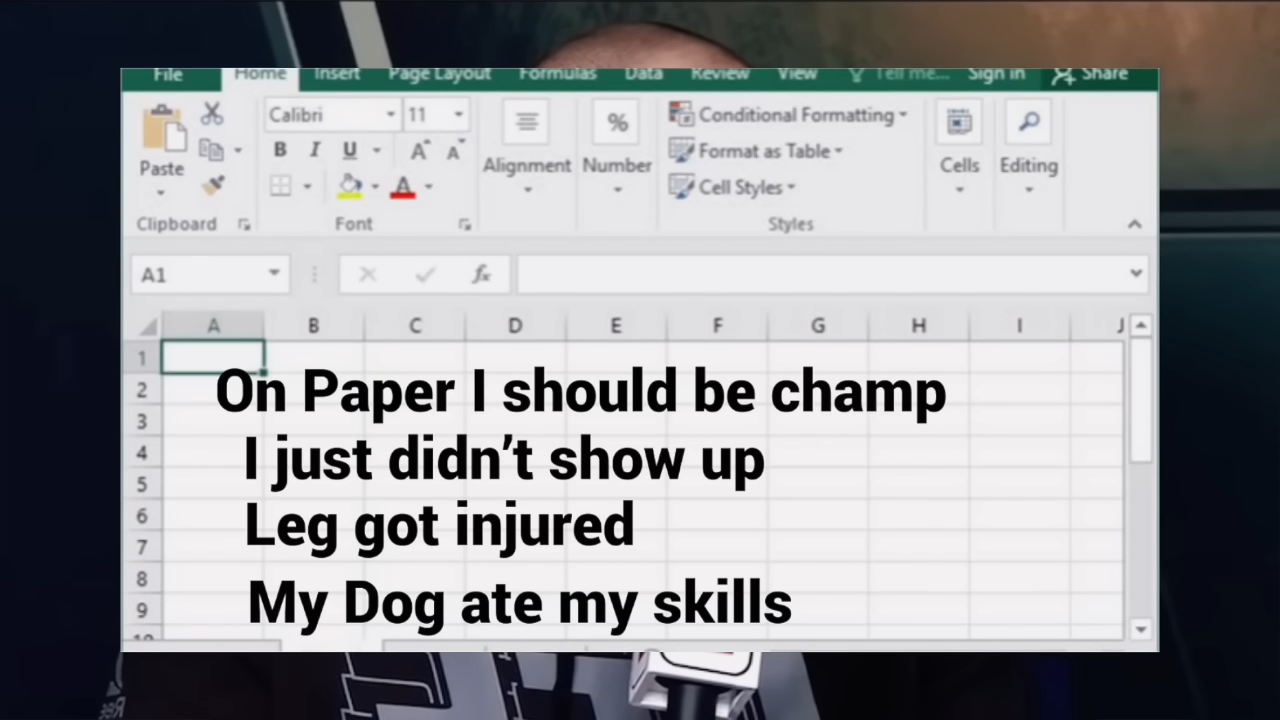 File Home Insert Page Layout Formulas Data Review View Tell me... Sign in Share
Calibri 11
Conditional Formatting
B I U A A
Format as Table
Paste Alignment Number Cells Editing
% 
A
Cell Styles
Clipboard Font Styles
A1 fx
A B C D E F G H I J
1
2 On Paper I should be champ
3
4 I just didn't show up
5
6 Leg got injured
7
8
9 My Dog ate my skills
10